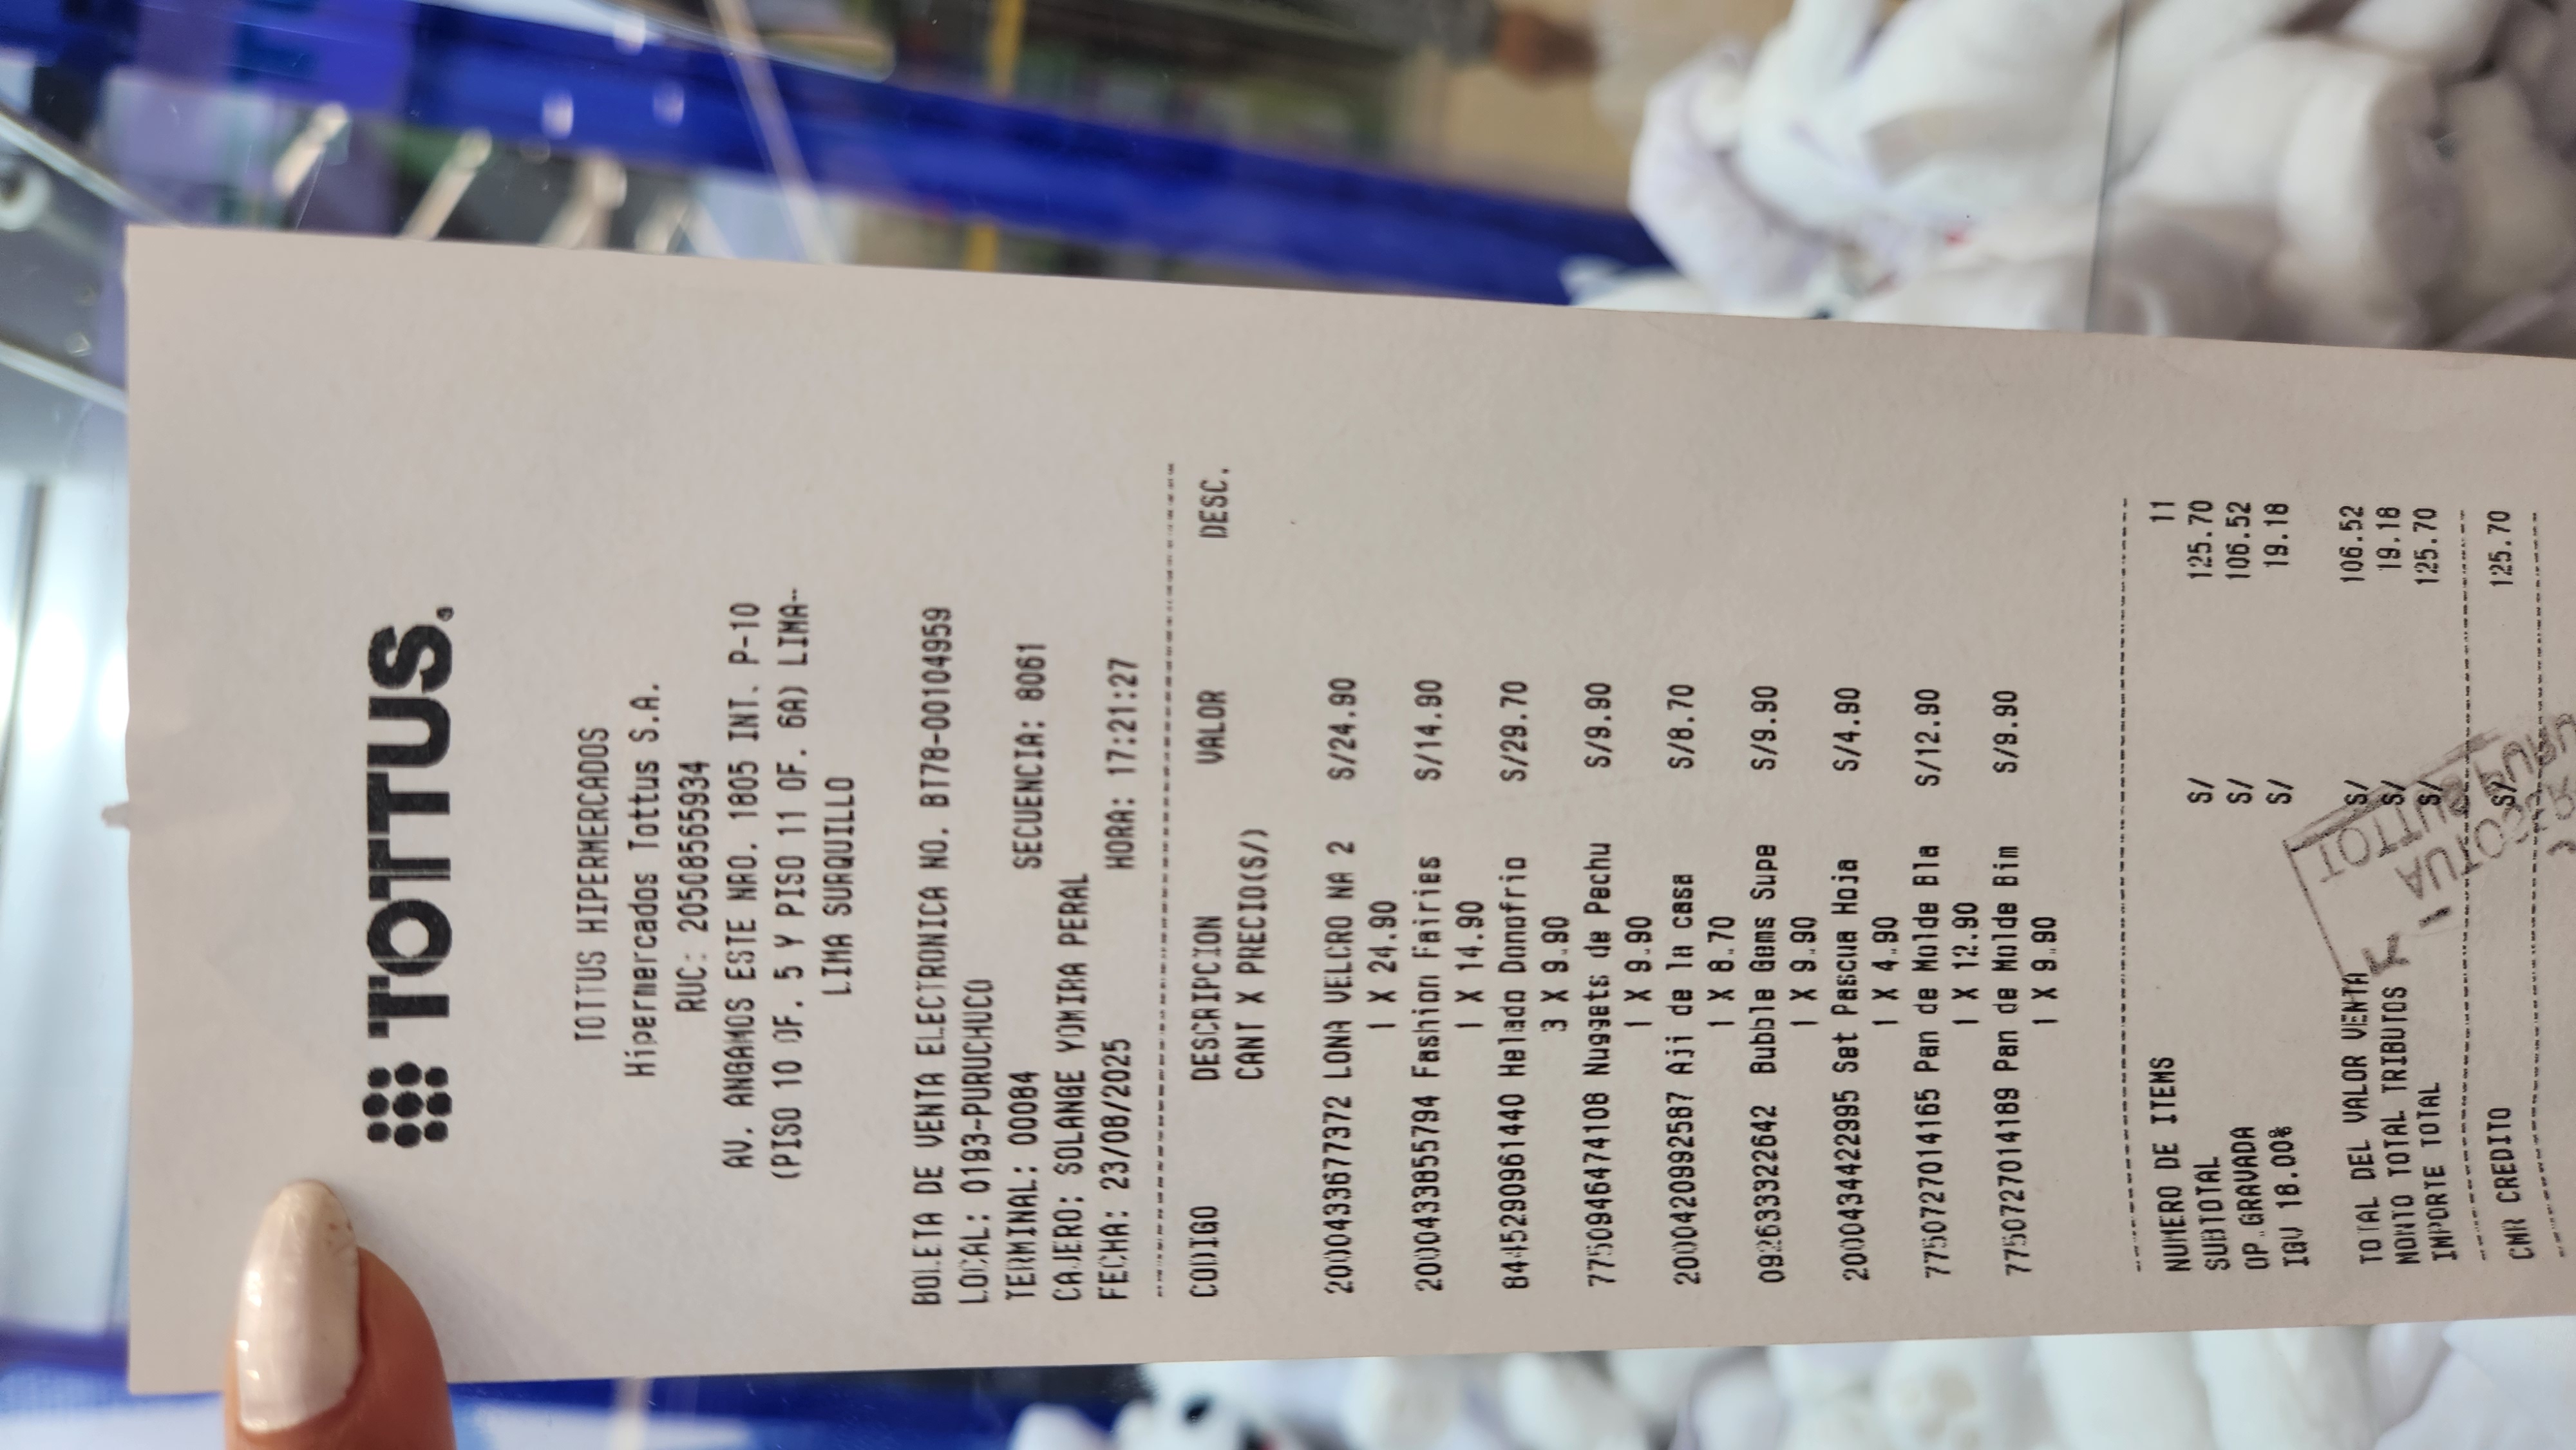 TOTTUS.
TOTTUS HIPERMERCADOS
Hipermercados Tottus S.A.
RUC: 20508565934
AV. ANGAMOS ESTE NRO. 1805 INT. P-10
(PISO 10 OF. 5 Y PISO 11 OF. 6A) LIMA-
LIMA SURQUILLO
BOLETA DE VENTA ELECTRONICA NO. BT78-00104959
LOCAL: 0193-PURUCHUCO
TERMINAL: 00084 SECUENCIA: 8061
CAJERO: SOLANGE YOMIRA PERAL
FECHA: 23/08/2025 HORA: 17:21:27
CODIGO DESCRIPCION VALOR DESC.
CANT X PRECIO(S/)
2000433677372 LONA VELCRO NA 2 S/24.90
1 X 24.90
2000433855794 Fashion Fairies S/14.90
1 X 14.90
8445290961440 Helado Donofrio S/29.70
3 X 9.90
7750946474108 Nuggets de Pechu S/9.90
1 X 9.90
2000420992587 Aji de la casa S/8.70
1 X 8.70
092633322642 Bubble Gums Supe S/9.90
1 X 9.90
2000434422995 Set Pascua Hoja S/4.90
1 X 4.90
7750727014165 Pan de Molde Bla S/12.90
1 X 12.90
7750727014189 Pan de Molde Bim S/9.90
1 X 9.90
NUMERO DE ITEMS 11
SUBTOTAL S/ 125.70
OP.GRAVADA S/ 106.52
IGV 18.00% S/ 19.18
TOTAL DEL VALOR VENTA S/ 106.52
MONTO TOTAL TRIBUTOS S/ 19.18
IMPORTE TOTAL S/ 125.70
CMR CREDITO S/ 125.70